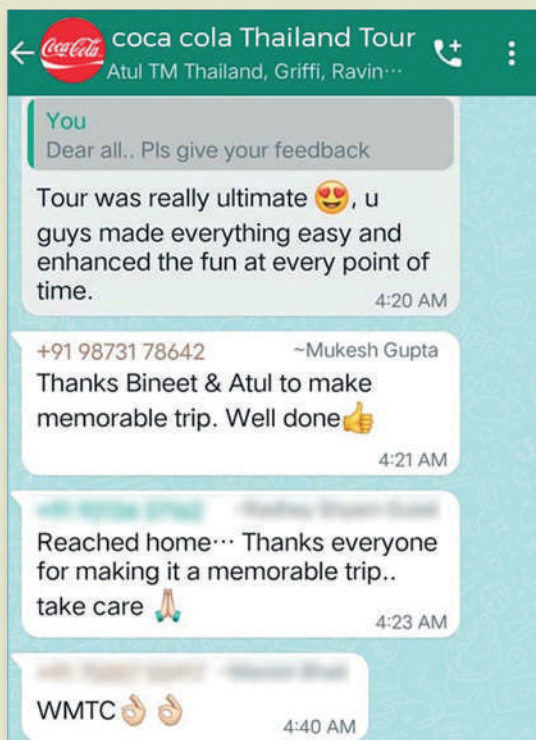 Coca-Cola
coca cola Thailand Tour
Atul TM Thailand, Griffi, Ravin···
You
Dear all.. Pls give your feedback
Tour was really ultimate 😍, u
guys made everything easy and
enhanced the fun at every point of
time.
4:20 AM
+91 98731 78642 ~Mukesh Gupta
Thanks Bineet & Atul to make
memorable trip. Well done👍
4:21 AM
Reached home··· Thanks everyone
for making it a memorable trip..
take care 🙏
4:23 AM
WMTC👌🏻 👌🏻
4:40 AM